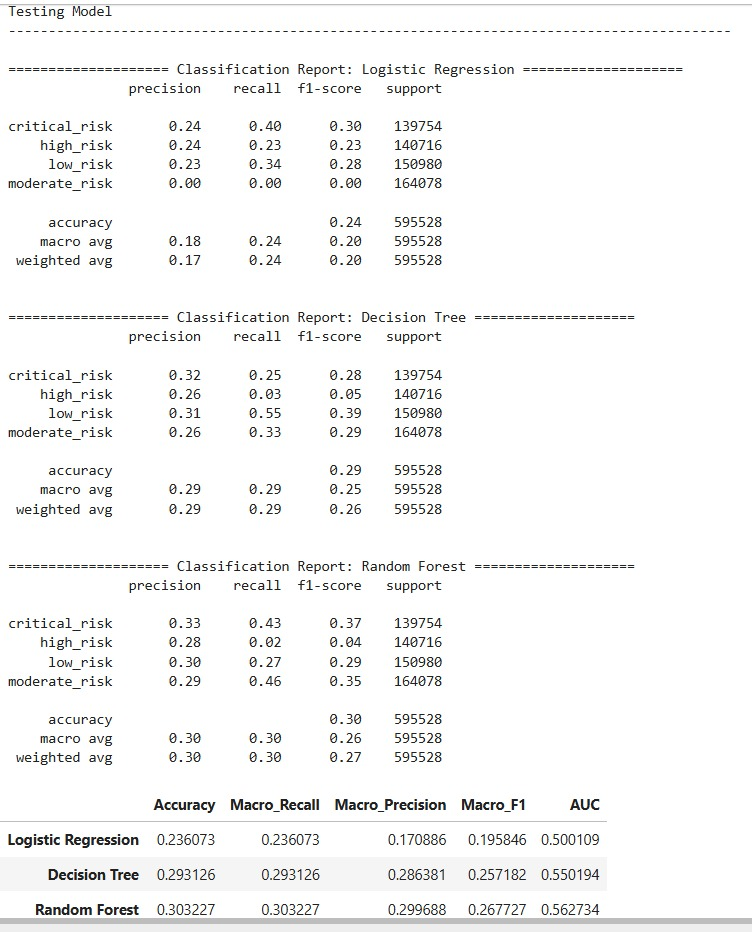 Testing Model
------------------------------------------------------------------------------------------
==================== Classification Report: Logistic Regression ====================
precision recall f1-score support
critical_risk 0.24 0.40 0.30 139754
high_risk 0.24 0.23 0.23 140716
low_risk 0.23 0.34 0.28 150980
moderate_risk 0.00 0.00 0.00 164078
accuracy 0.24 595528
macro avg 0.18 0.24 0.20 595528
weighted avg 0.17 0.24 0.20 595528
==================== Classification Report: Decision Tree ====================
precision recall f1-score support
critical_risk 0.32 0.25 0.28 139754
high_risk 0.26 0.03 0.05 140716
low_risk 0.31 0.55 0.39 150980
moderate_risk 0.26 0.33 0.29 164078
accuracy 0.29 595528
macro avg 0.29 0.29 0.25 595528
weighted avg 0.29 0.29 0.26 595528
==================== Classification Report: Random Forest ====================
precision recall f1-score support
critical_risk 0.33 0.43 0.37 139754
high_risk 0.28 0.02 0.04 140716
low_risk 0.30 0.27 0.29 150980
moderate_risk 0.29 0.46 0.35 164078
accuracy 0.30 595528
macro avg 0.30 0.30 0.26 595528
weighted avg 0.30 0.30 0.27 595528
Accuracy Macro_Recall Macro_Precision Macro_F1 AUC
Logistic Regression 0.236073 0.236073 0.170886 0.195846 0.500109
Decision Tree 0.293126 0.293126 0.286381 0.257182 0.550194
Random Forest 0.303227 0.303227 0.299688 0.267727 0.562734